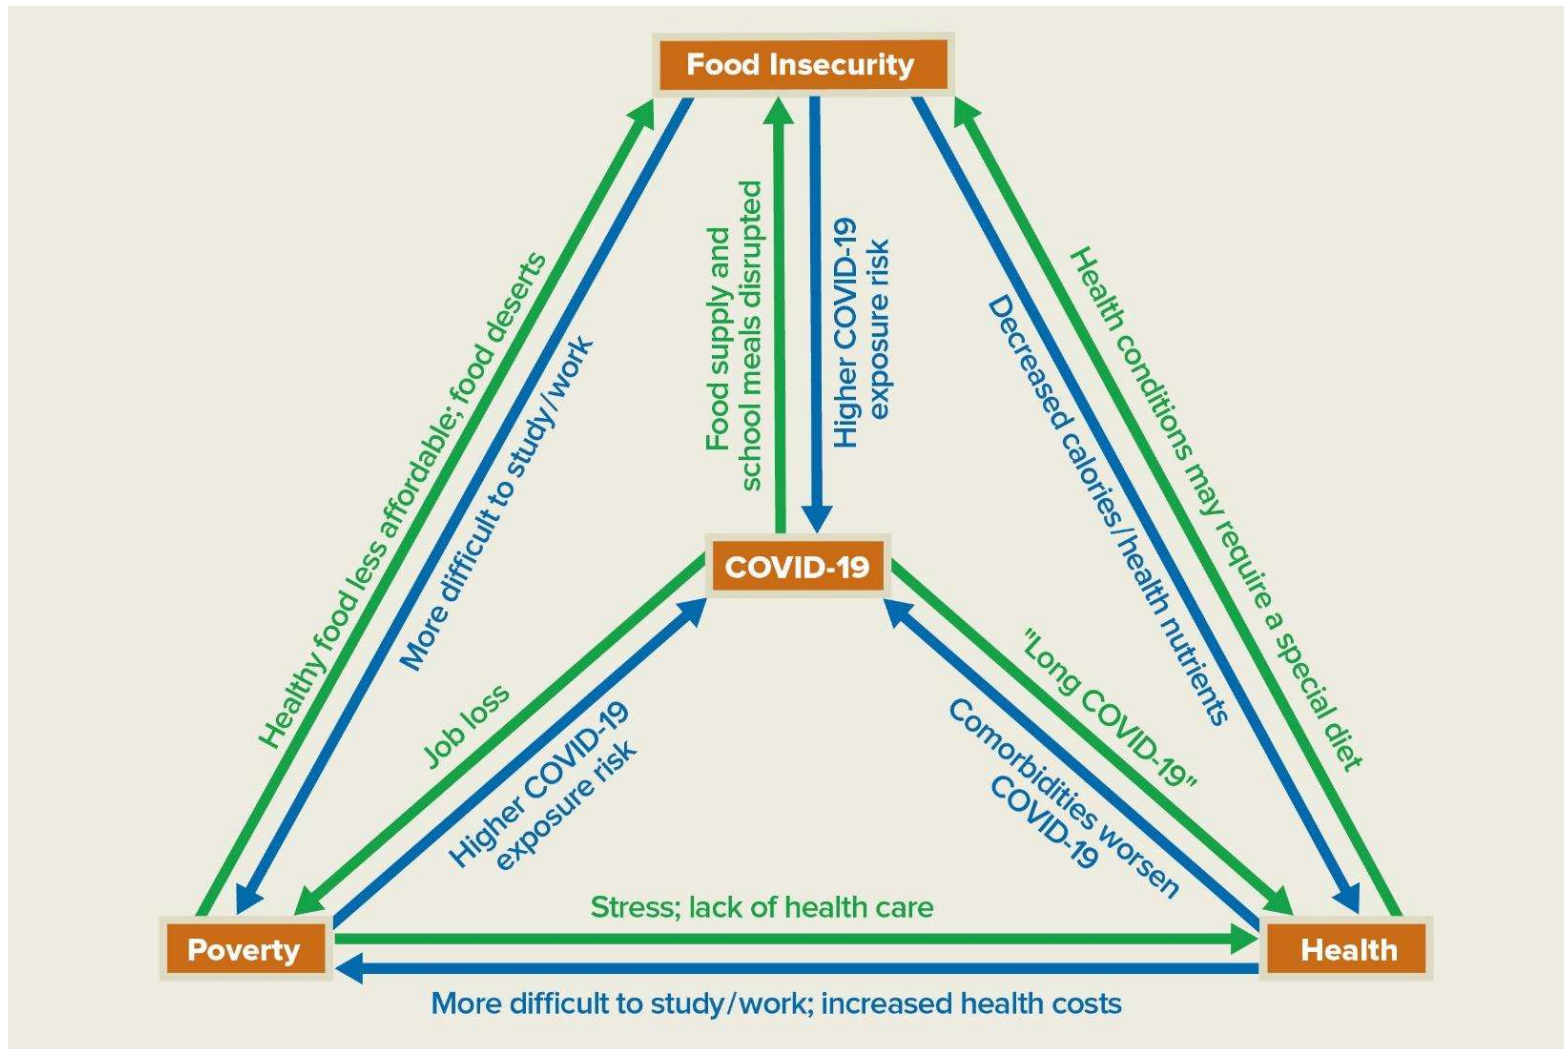 Food Insecurity
Healthy food less affordable; food deserts
More difficult to study/work
Food supply and
school meals disrupted
Higher COVID-19
exposure risk
Decreased calories/health nutrients
Health conditions may require a special diet
COVID-19
Job loss
Higher COVID-19
exposure risk
"Long COVID-19"
Comorbidities worsen
COVID-19
Stress; lack of health care
Poverty
Health
More difficult to study/work; increased health costs